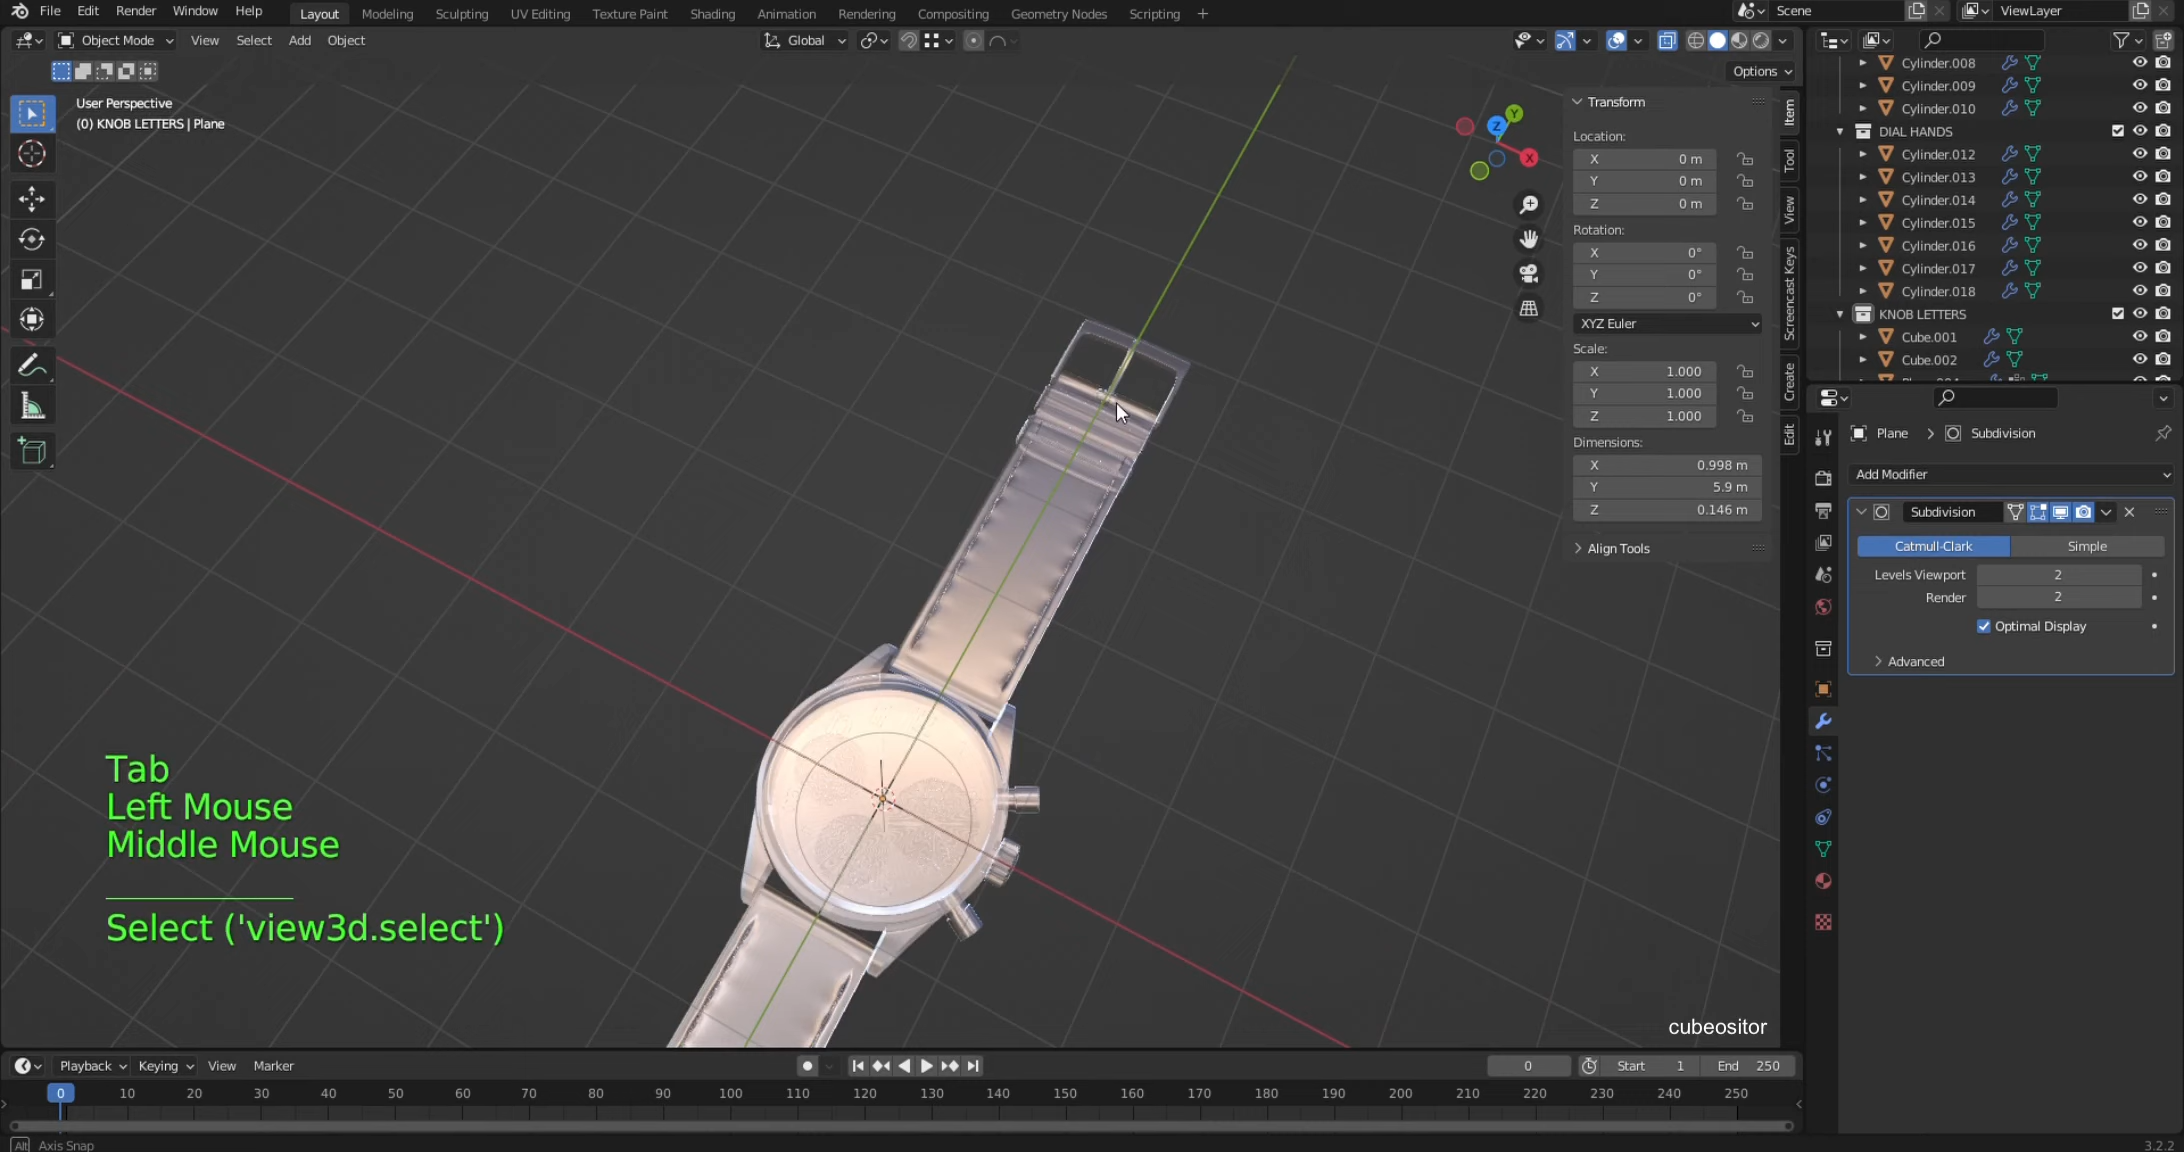 File Edit Render Window Help Layout Modeling Sculpting UV Editing Texture Paint Shading Animation Rendering Compositing Geometry Nodes Scripting + Scene ViewLayer
Object Mode View Select Add Object Global
Options
User Perspective
(0) KNOB LETTERS | Plane
Z
Y
X
Transform
Location:
X 0 m
Y 0 m
Z 0 m
Rotation:
X 0°
Y 0°
Z 0°
XYZ Euler
Scale:
X 1.000
Y 1.000
Z 1.000
Dimensions:
X 0.998 m
Y 5.9 m
Z 0.146 m
Align Tools
Item
Tool
View
Screencast Keys
Create
Edit
Cylinder.008
Cylinder.009
Cylinder.010
DIAL HANDS
Cylinder.012
Cylinder.013
Cylinder.014
Cylinder.015
Cylinder.016
Cylinder.017
Cylinder.018
KNOB LETTERS
Cube.001
Cube.002
Plane > Subdivision
Add Modifier
Subdivision
Catmull-Clark Simple
Levels Viewport 2
Render 2
Optimal Display
Advanced
Tab
Left Mouse
Middle Mouse
Select ('view3d.select')
cubeositor
Playback Keying View Marker 0 Start 1 End 250
0 10 20 30 40 50 60 70 80 90 100 110 120 130 140 150 160 170 180 190 200 210 220 230 240 250
Alt Axis Snap 3.2.2